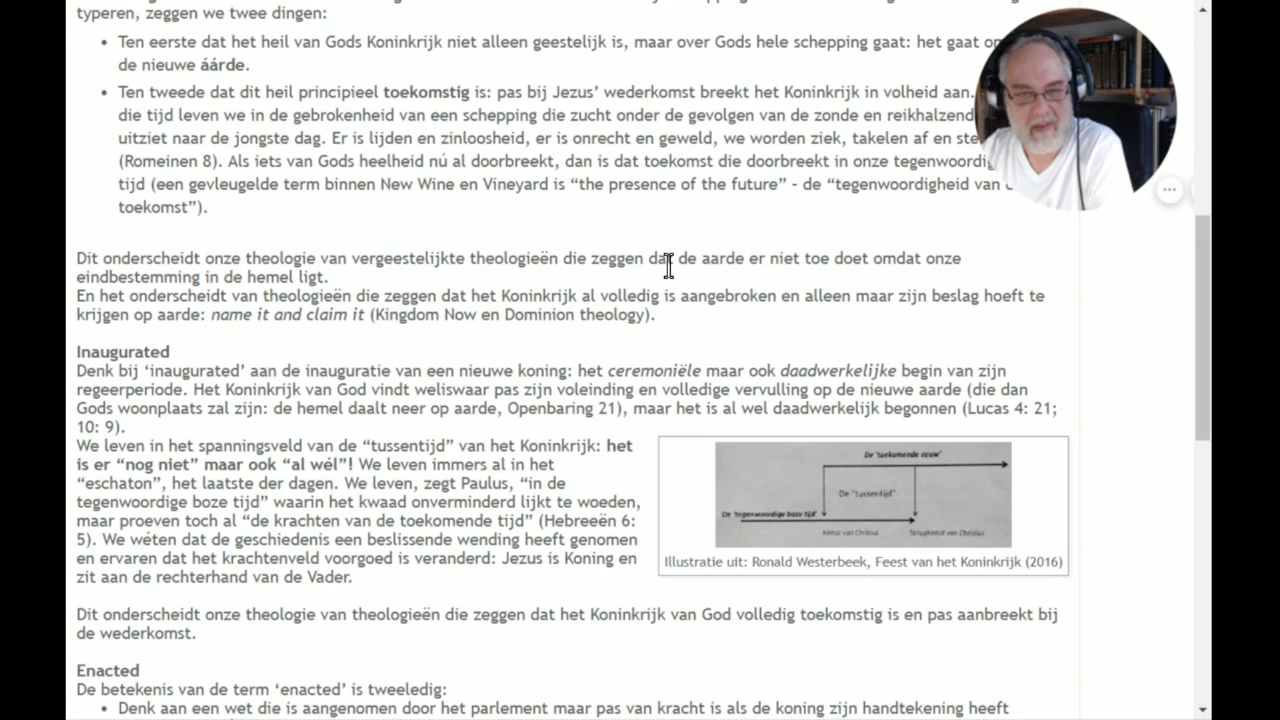 typeren, zeggen we twee dingen:
• Ten eerste dat het heil van Gods Koninkrijk niet alleen geestelijk is, maar over Gods hele schepping gaat: het gaat
de nieuwe áárde.
• Ten tweede dat dit heil principieel toekomstig is: pas bij Jezus’ wederkomst breekt het Koninkrijk in volheid aan.
die tijd leven we in de gebrokenheid van een schepping die zucht onder de gevolgen van de zonde en reikhalzend
uitziet naar de jongste dag. Er is lijden en zinloosheid, er is onrecht en geweld, we worden ziek, takelen af en
(Romeinen 8). Als iets van Gods heelheid nú al doorbreekt, dan is dat toekomst die doorbreekt in onze
tijd (een gevleugelde term binnen New Wine en Vineyard is “the presence of the future” - de “tegenwoordigheid van
toekomst”).
Dit onderscheidt onze theologie van vergeestelijkte theologieën die zeggen dat de aarde er niet toe doet omdat onze
eindbestemming in de hemel ligt.
En het onderscheidt van theologieën die zeggen dat het Koninkrijk al volledig is aangebroken en alleen maar zijn beslag hoeft te
krijgen op aarde: name it and claim it (Kingdom Now en Dominion theology).
Inaugurated
Denk bij ‘inaugurated’ aan de inauguratie van een nieuwe koning: het ceremoniële maar ook daadwerkelijke begin van zijn
regeerperiode. Het Koninkrijk van God vindt weliswaar pas zijn voleinding en volledige vervulling op de nieuwe aarde (die dan
Gods woonplaats zal zijn: de hemel daalt neer op aarde, Openbaring 21), maar het is al wel daadwerkelijk begonnen (Lucas 4: 21;
10: 9).
We leven in het spanningsveld van de “tussentijd” van het Koninkrijk: het
is er “nog niet” maar ook “al wél”! We leven immers al in het
“eschaton”, het laatste der dagen. We leven, zegt Paulus, “in de
tegenwoordige boze tijd” waarin het kwaad onverminderd lijkt te woeden,
maar proeven toch al “de krachten van de toekomende tijd” (Hebreeën 6:
5). We wéten dat de geschiedenis een beslissende wending heeft genomen
en ervaren dat het krachtenveld voorgoed is veranderd: Jezus is Koning en
zit aan de rechterhand van de Vader.
De 'toekomende eeuw'
De "tussentijd"
De 'tegenwoordige boze tijd'
Komst van Christus
Terugkomst van Christus
Illustratie uit: Ronald Westerbeek, Feest van het Koninkrijk (2016)
Dit onderscheidt onze theologie van theologieën die zeggen dat het Koninkrijk van God volledig toekomstig is en pas aanbreekt bij
de wederkomst.
Enacted
De betekenis van de term ‘enacted’ is tweeledig:
• Denk aan een wet die is aangenomen door het parlement maar pas van kracht is als de koning zijn handtekening heeft